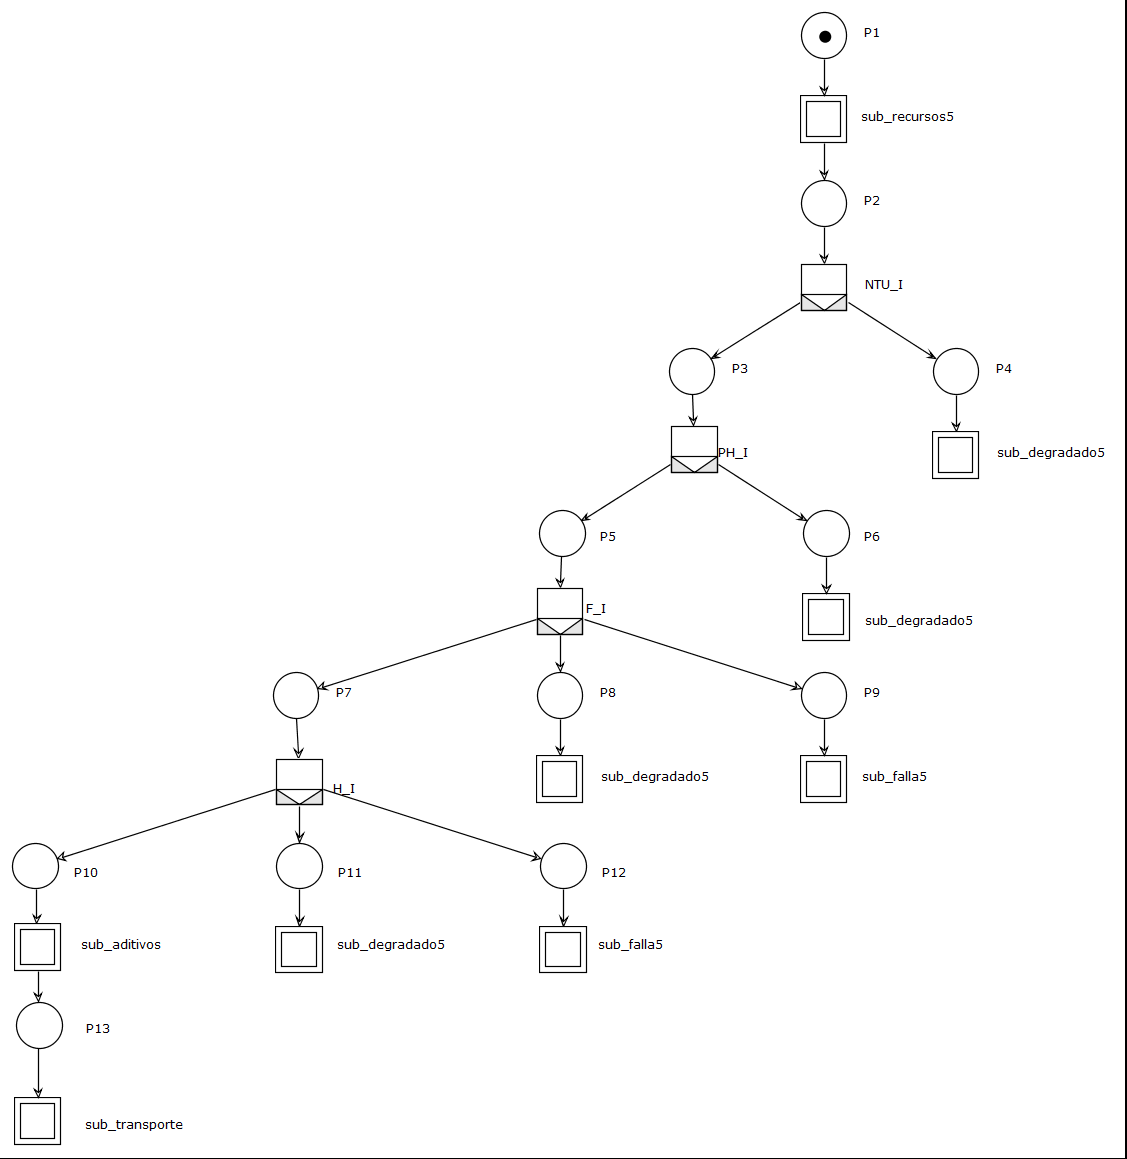 P1
sub_recursos5
P2
NTU_I
P3
P4
PH_I
sub_degradado5
P5
P6
F_I
sub_degradado5
P7
P8
P9
sub_degradado5
sub_falla5
H_I
P10
P11
P12
sub_aditivos
sub_degradado5
sub_falla5
P13
sub_transporte